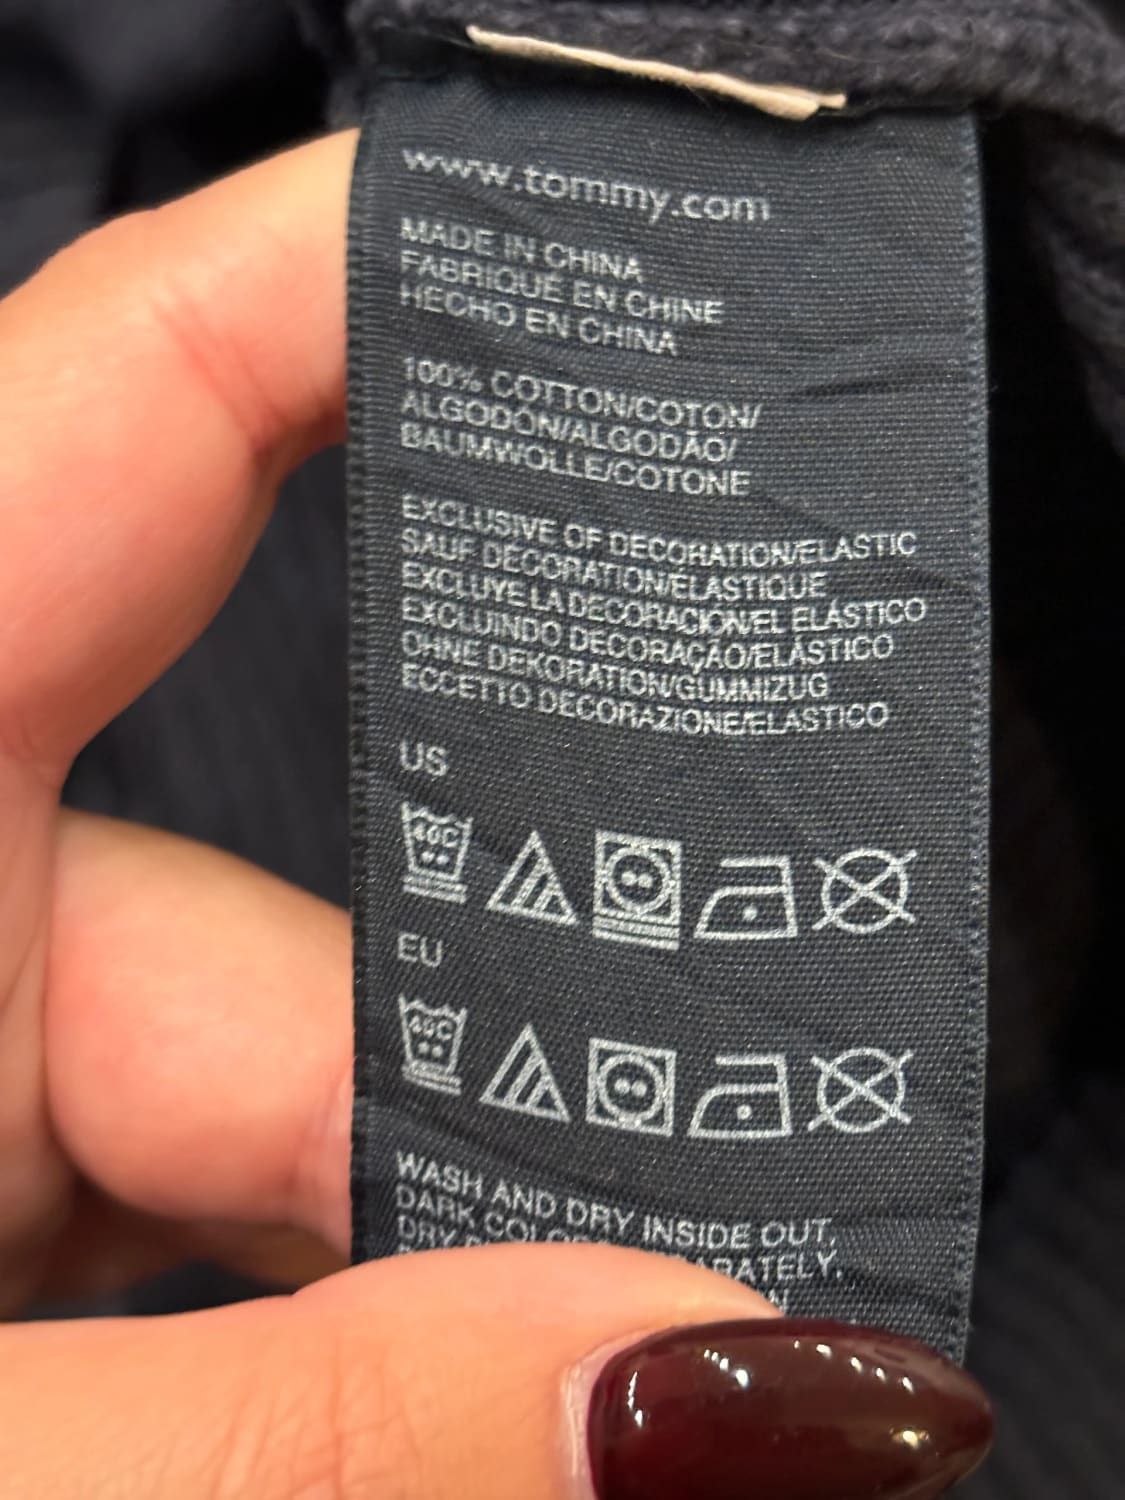 www.tommy.com
MADE IN CHINA
FABRIQUÉ EN CHINE
HECHO EN CHINA
100% COTTON/COTON/
ALGODÓN/ALGODÃO/
BAUMWOLLE/COTONE
EXCLUSIVE OF DECORATION/ELASTIC
SAUF DÉCORATION/ÉLASTIQUE
EXCLUYE LA DECORACIÓN/EL ELÁSTICO
EXCLUINDO DECORAÇÃO/ELÁSTICO
OHNE DEKORATION/GUMMIZUG
ECCETTO DECORAZIONE/ELASTICO
US
40C
EU
40C
WASH AND DRY INSIDE OUT,
DARK
DRY